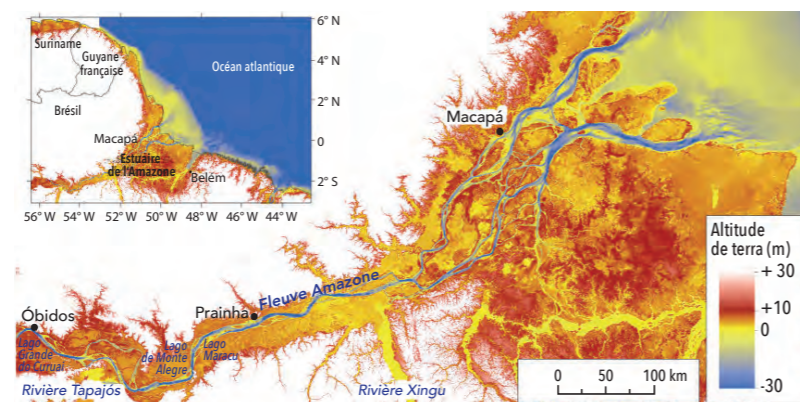 Suriname
Guyane
française
Océan atlantique
Brésil
Macapá
Estuaire
de l'Amazone
Belém
6° N
4° N
2° N
0
2° S
56° W 54° W 52° W 50° W 48° W 46° W 44° W
Macapá
Fleuve Amazone
Prainha
Óbidos
Lago
Grande
do Curuai
Lago
de Monte
Alegre
Lago
Maracu
Rivière Tapajós
Rivière Xingu
Altitude
de terra (m)
+ 30
+10
0
-30
0 50 100 km